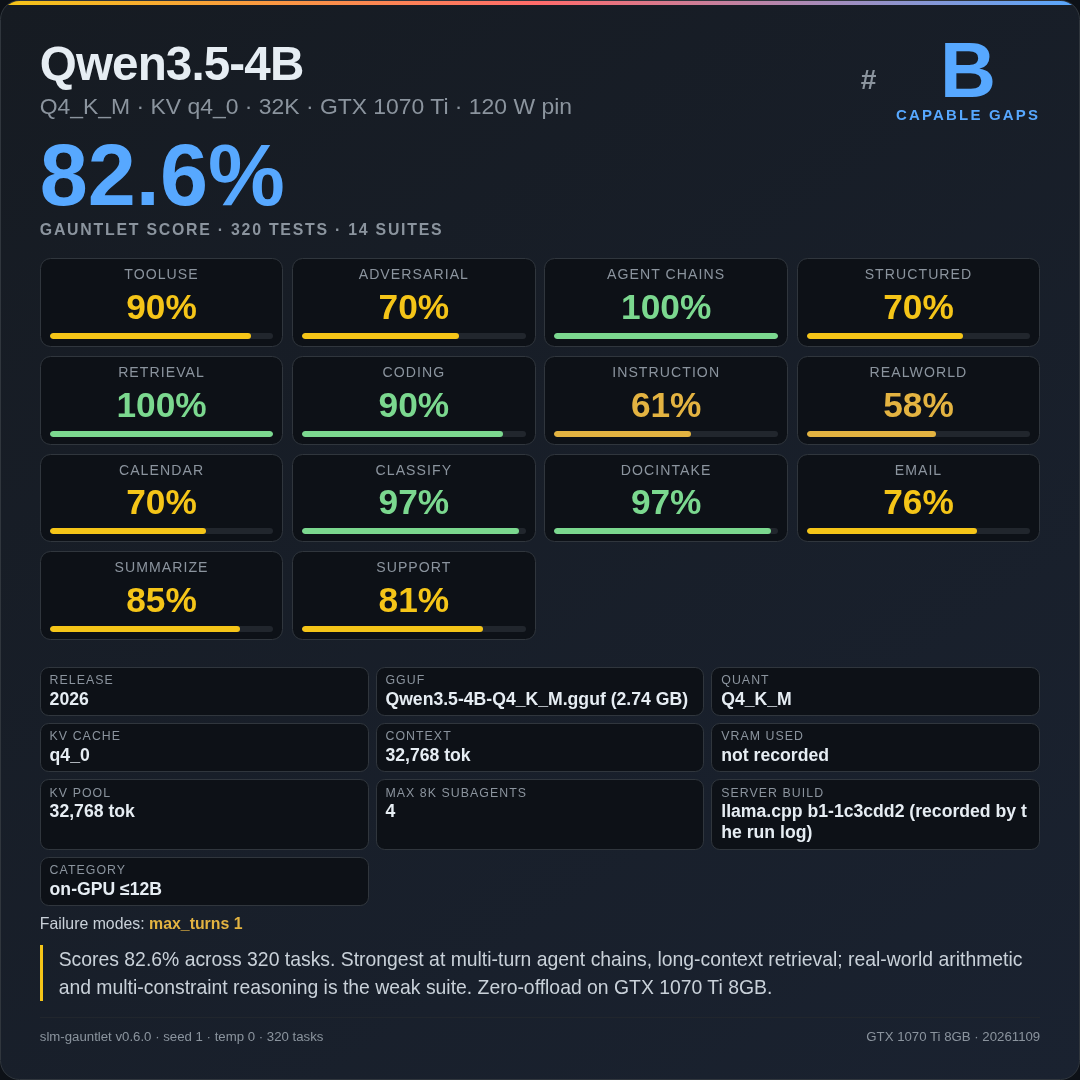 Qwen3.5-4B
Q4_K_M · KV q4_0 · 32K · GTX 1070 Ti · 120 W pin
#
B
CAPABLE GAPS
82.6%
GAUNTLET SCORE · 320 TESTS · 14 SUITES
TOOLUSE
90%
ADVERSARIAL
70%
AGENT CHAINS
100%
STRUCTURED
70%
RETRIEVAL
100%
CODING
90%
INSTRUCTION
61%
REALWORLD
58%
CALENDAR
70%
CLASSIFY
97%
DOCINTAKE
97%
EMAIL
76%
SUMMARIZE
85%
SUPPORT
81%
RELEASE
2026
GGUF
Qwen3.5-4B-Q4_K_M.gguf (2.74 GB)
QUANT
Q4_K_M
KV CACHE
q4_0
CONTEXT
32,768 tok
VRAM USED
not recorded
KV POOL
32,768 tok
MAX 8K SUBAGENTS
4
SERVER BUILD
llama.cpp b1-1c3cdd2 (recorded by t
he run log)
CATEGORY
on-GPU ≤12B
Failure modes: max_turns 1
Scores 82.6% across 320 tasks. Strongest at multi-turn agent chains, long-context retrieval; real-world arithmetic
and multi-constraint reasoning is the weak suite. Zero-offload on GTX 1070 Ti 8GB.
slm-gauntlet v0.6.0 · seed 1 · temp 0 · 320 tasks
GTX 1070 Ti 8GB · 20261109